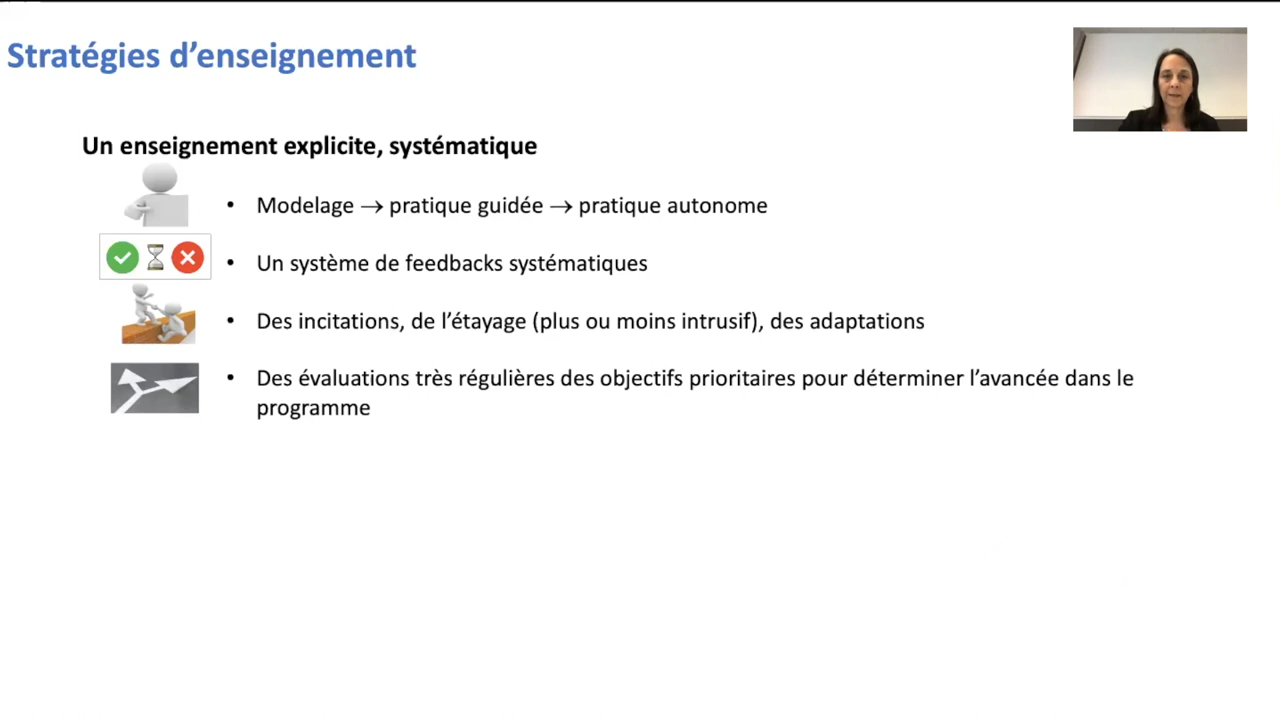 Stratégies d’enseignement
Un enseignement explicite, systématique
• Modelage → pratique guidée → pratique autonome
• Un système de feedbacks systématiques
• Des incitations, de l’étayage (plus ou moins intrusif), des adaptations
• Des évaluations très régulières des objectifs prioritaires pour déterminer l’avancée dans le
programme